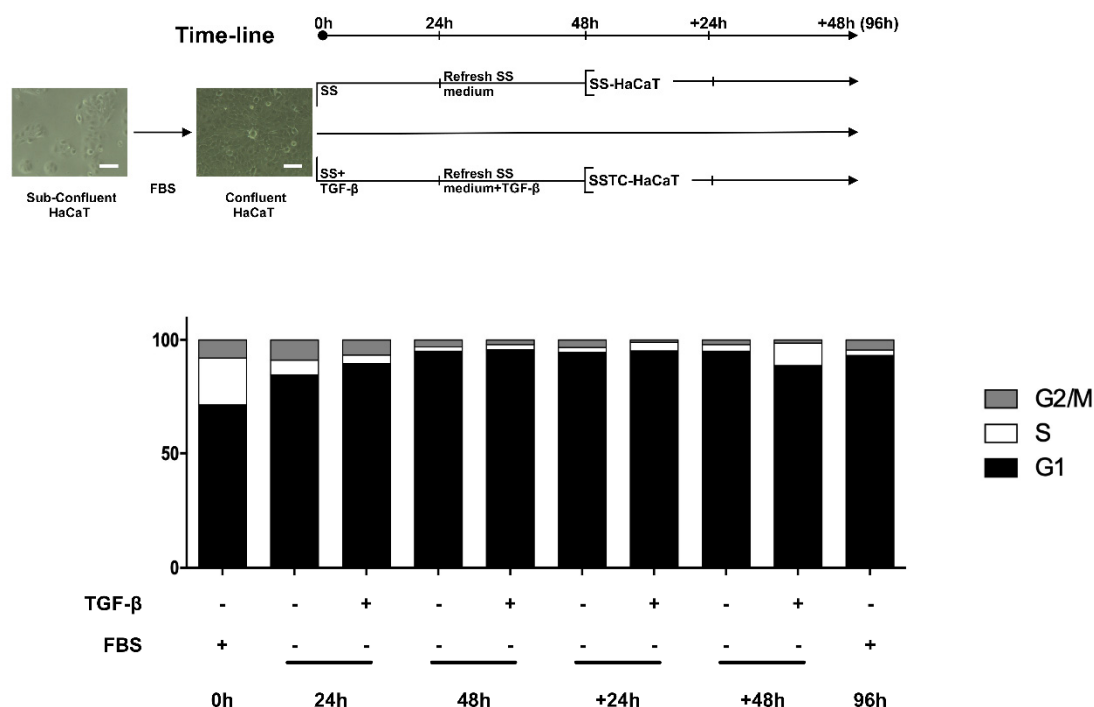 Time-line
0h 24h 48h +24h +48h (96h)
SS
Refresh SS
medium
SS-HaCaT
FBS
Sub-Confluent
HaCaT
Confluent
HaCaT
SS+
TGF-β
Refresh SS
medium+TGF-β
SSTC-HaCaT
100
50
0
G2/M
S
G1
TGF-β - - + - + - + - + -
FBS + - - - - - - - - +
0h 24h 48h +24h +48h 96h